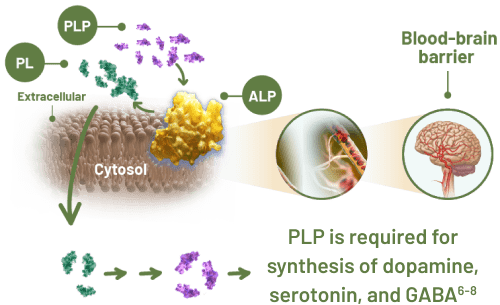 PLP
PL
Extracellular
ALP
Cytosol
Blood-brain
barrier
PLP is required for
synthesis of dopamine,
serotonin, and GABA⁶⁻⁸